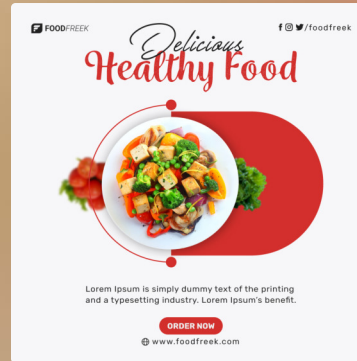 FOODFREEK
/foodfreek
Delicious
Healthy Food
Lorem Ipsum is simply dummy text of the printing
and a typesetting industry. Lorem Ipsum's benefit.
ORDER NOW
www.foodfreek.com